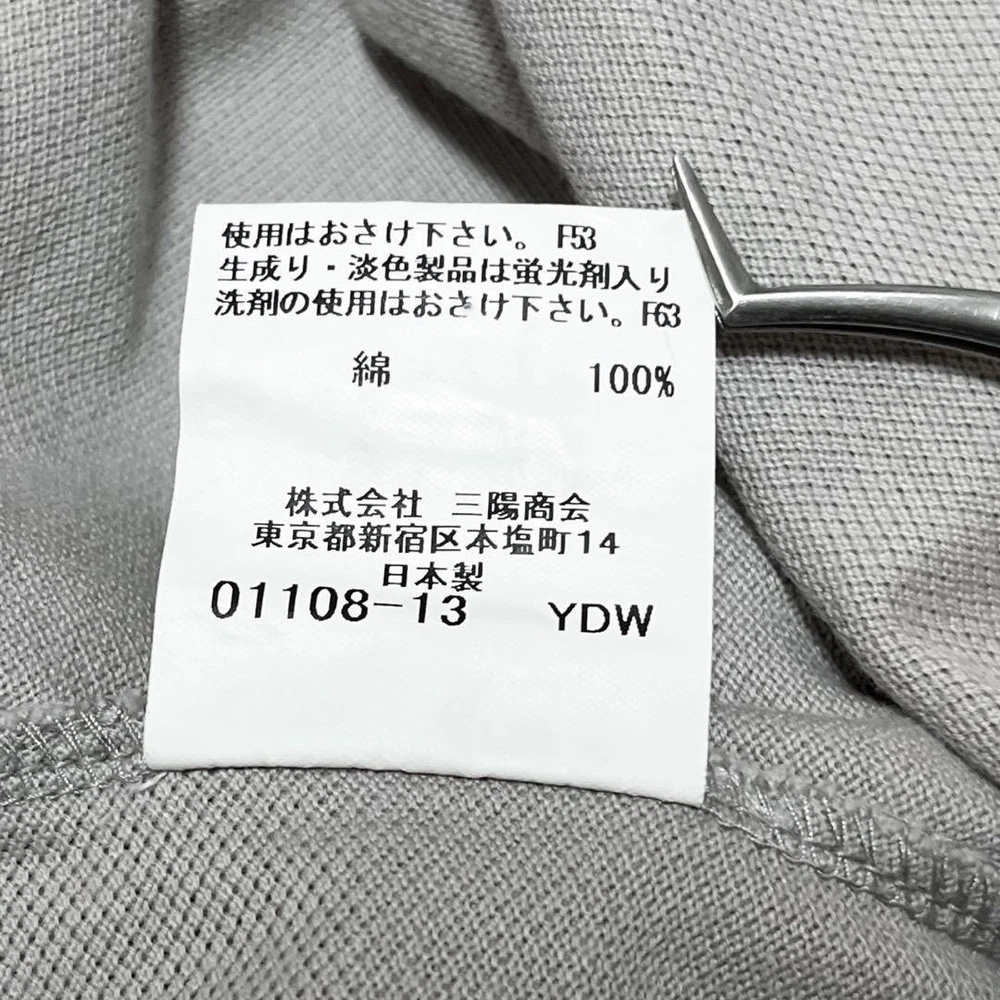 使用はおさけ下さい。 F53
生成り・淡色製品は蛍光剤入り
洗剤の使用はおさけ下さい。F63
綿 100%
株式会社 三陽商会
東京都新宿区本塩町14
日本製
01108-13 YDW